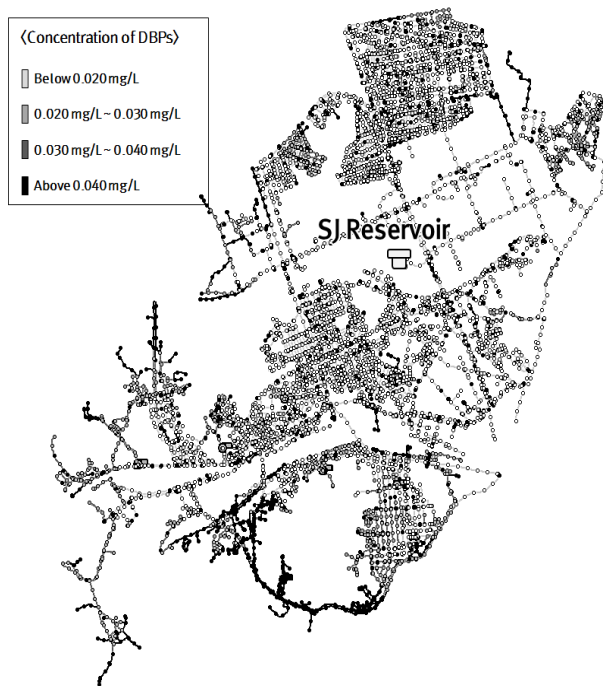 〈Concentration of DBPs〉
Below 0.020 mg/L
0.020 mg/L ~ 0.030 mg/L
0.030 mg/L ~ 0.040 mg/L
Above 0.040 mg/L
SJ Reservoir